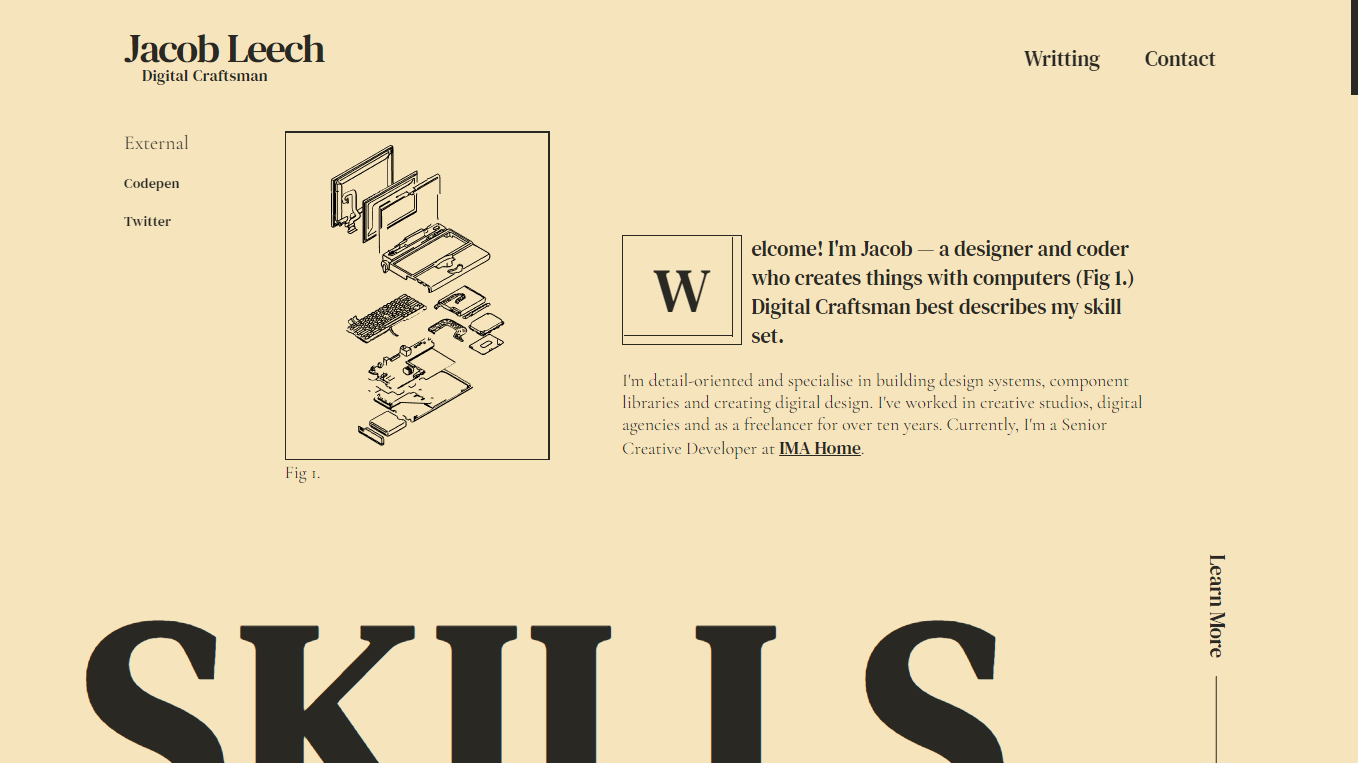 Jacob Leech
Digital Craftsman
Writting
Contact
External
Codepen
Twitter
Fig 1.
W
elcome! I'm Jacob — a designer and coder
who creates things with computers (Fig 1.)
Digital Craftsman best describes my skill
set.
I'm detail-oriented and specialise in building design systems, component
libraries and creating digital design. I've worked in creative studios, digital
agencies and as a freelancer for over ten years. Currently, I'm a Senior
Creative Developer at IMA Home.
Learn More
SKILLS